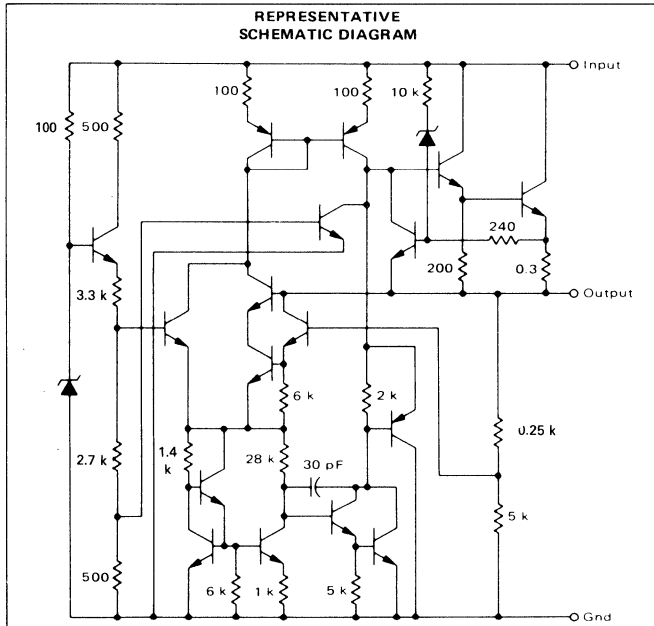 REPRESENTATIVE
SCHEMATIC DIAGRAM
Input
100
100
10 k
100
500
240
200
0.3
3.3 k
Output
6 k
2 k
0.25 k
1.4
k
28 k
30 pF
2.7 k
5 k
500
6 k
1 k
5 k
Gnd